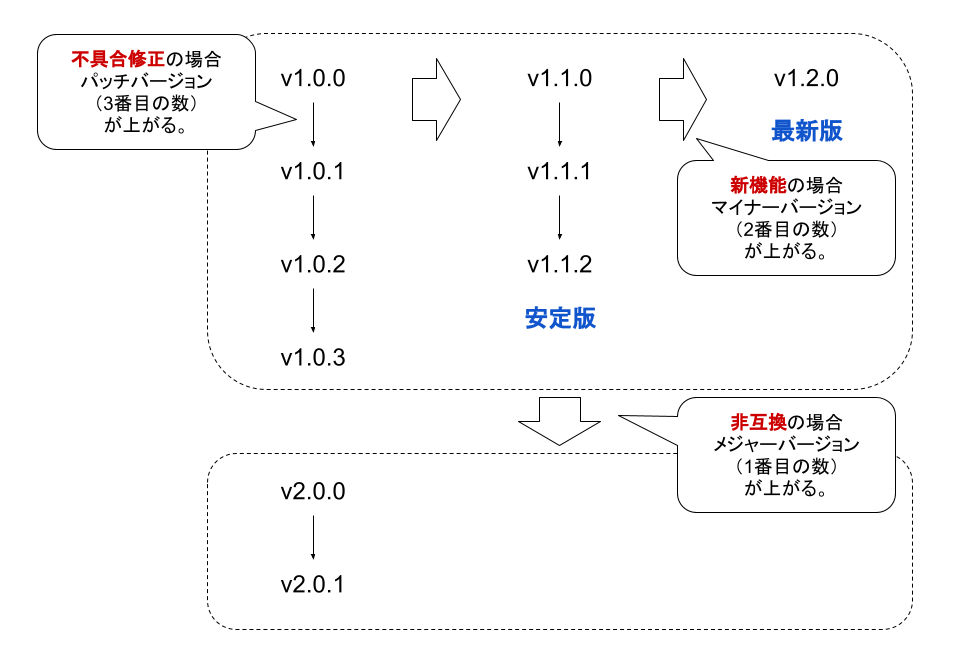 不具合修正の場合
パッチバージョン
（3番目の数）
が上がる。
v1.0.0
v1.1.0
v1.2.0
最新版
v1.0.1
v1.1.1
新機能の場合
マイナーバージョン
（2番目の数）
が上がる。
v1.0.2
v1.1.2
安定版
v1.0.3
非互換の場合
メジャーバージョン
（1番目の数）
が上がる。
v2.0.0
v2.0.1